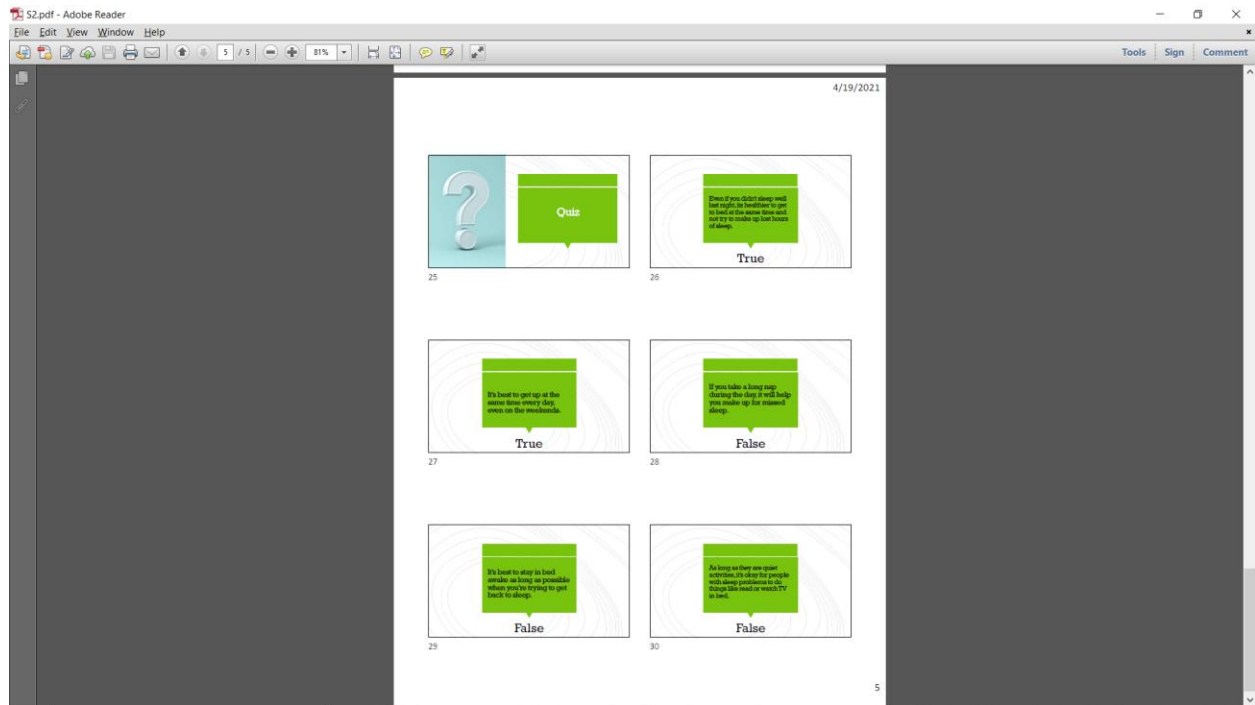 S2.pdf - Adobe Reader
File Edit View Window Help
5 / 5 81% Tools Sign Comment
4/19/2021
Quiz
25
Even if you didn't sleep well
last night, its healthier to get
to bed at the same time and
not try to make up lost hours
of sleep.
True
26
It's best to get up at the
same time every day,
even on the weekends.
True
27
If you take a long nap
during the day, it will help
you make up for missed
sleep.
False
28
It's best to stay in bed
awake as long as possible
when you're trying to get
back to sleep.
False
29
As long as they are quiet
activities, it's okay for people
with sleep problems to do
things like read or watch TV
in bed.
False
30
5